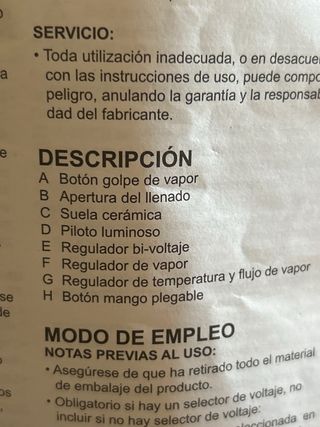 SERVICIO:
• Toda utilización inadecuada, o en
con las instrucciones de uso, puede
peligro, anulando la garantía y la
dad del fabricante.
DESCRIPCIÓN
A Botón golpe de vapor
B Apertura del llenado
C Suela cerámica
D Piloto luminoso
E Regulador bi-voltaje
F Regulador de vapor
G Regulador de temperatura y flujo de vapor
H Botón mango plegable
MODO DE EMPLEO
NOTAS PREVIAS AL USO:
• Asegúrese de que ha retirado todo el material
de embalaje del producto.
• Obligatorio si hay un selector de voltaje, no
incluir si no hay selector de voltaje:
en